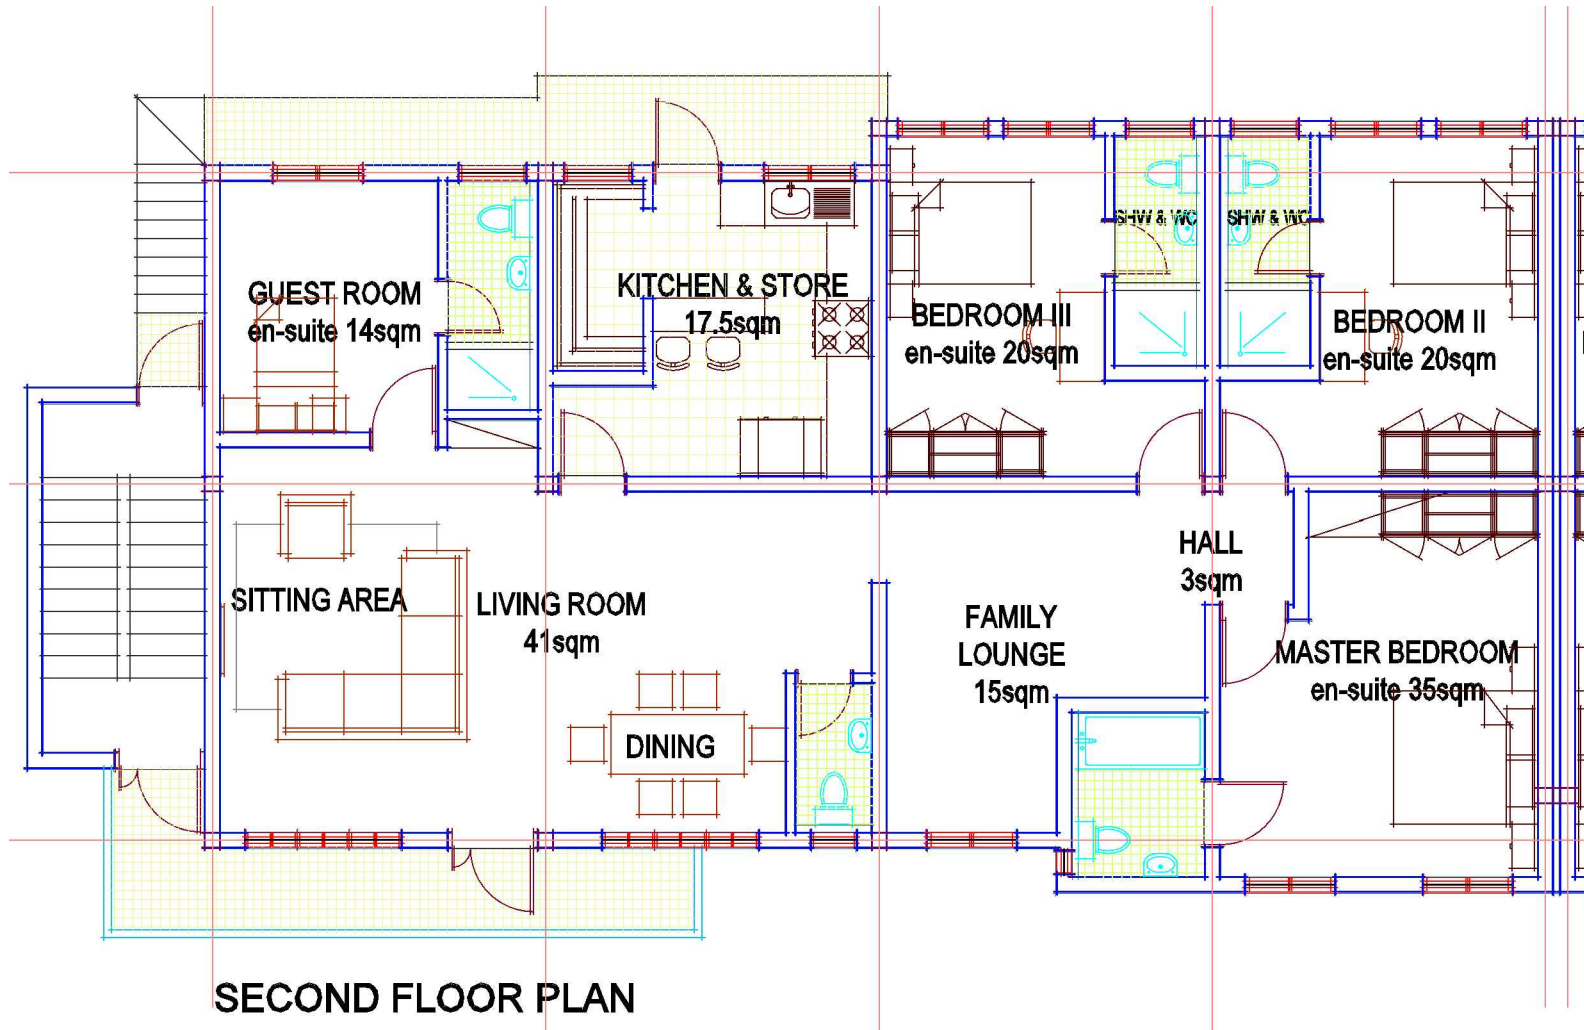 SHW & WC
SHW & WC
GUEST ROOM
en-suite 14sqm
KITCHEN & STORE
17.5sqm
BEDROOM III
en-suite 20sqm
BEDROOM II
en-suite 20sqm
SITTING AREA
LIVING ROOM
41sqm
HALL
3sqm
FAMILY
LOUNGE
15sqm
MASTER BEDROOM
en-suite 35sqm
DINING
SECOND FLOOR PLAN